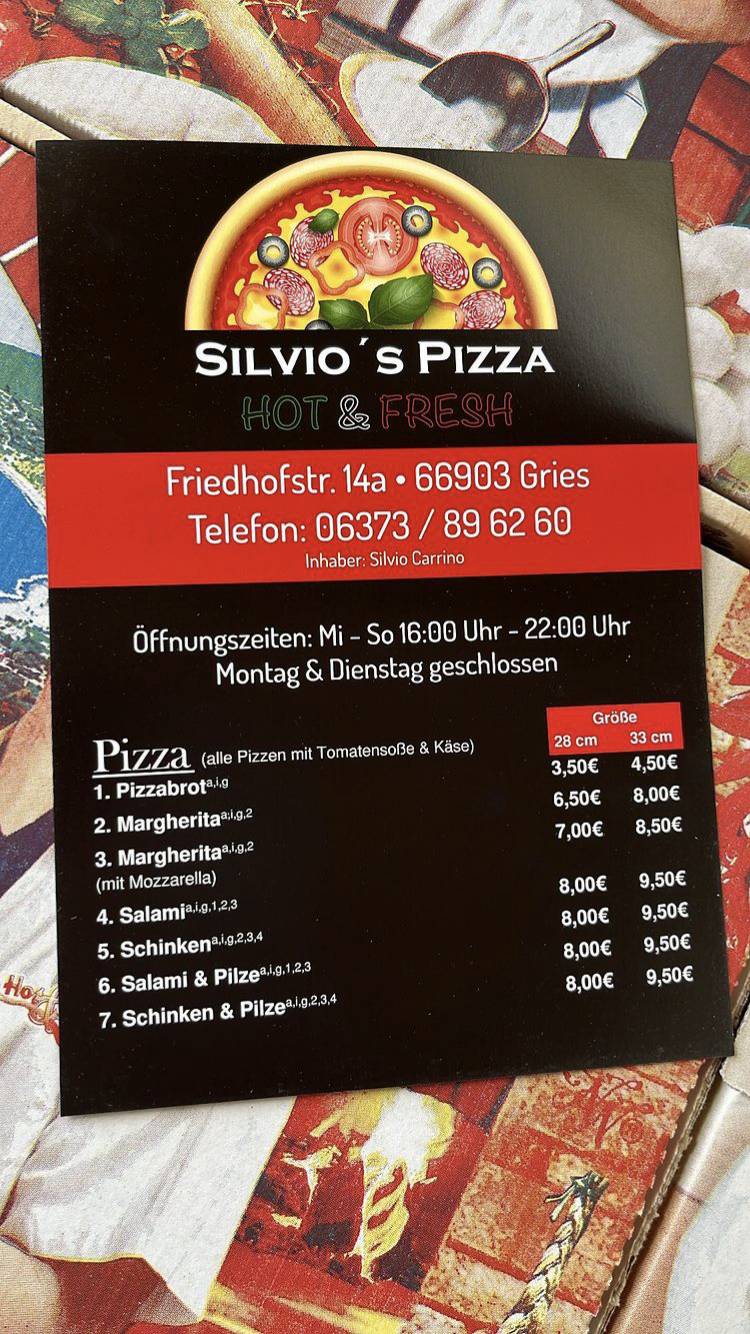 SILVIO´S PIZZA
HOT & FRESH
Friedhofstr. 14a • 66903 Gries
Telefon: 06373 / 89 62 60
Inhaber: Silvio Carrino
Öffnungszeiten: Mi – So 16:00 Uhr – 22:00 Uhr
Montag & Dienstag geschlossen
Größe
28 cm 33 cm
Pizza (alle Pizzen mit Tomatensoße & Käse)
1. Pizzabrot a,i,g 3,50€ 4,50€
2. Margherita a,i,g,2 6,50€ 8,00€
3. Margherita a,i,g,2 7,00€ 8,50€
(mit Mozzarella)
4. Salami a,i,g,1,2,3 8,00€ 9,50€
5. Schinken a,i,g,2,3,4 8,00€ 9,50€
6. Salami & Pilze a,i,g,1,2,3 8,00€ 9,50€
7. Schinken & Pilze a,i,g,2,3,4 8,00€ 9,50€
Hot